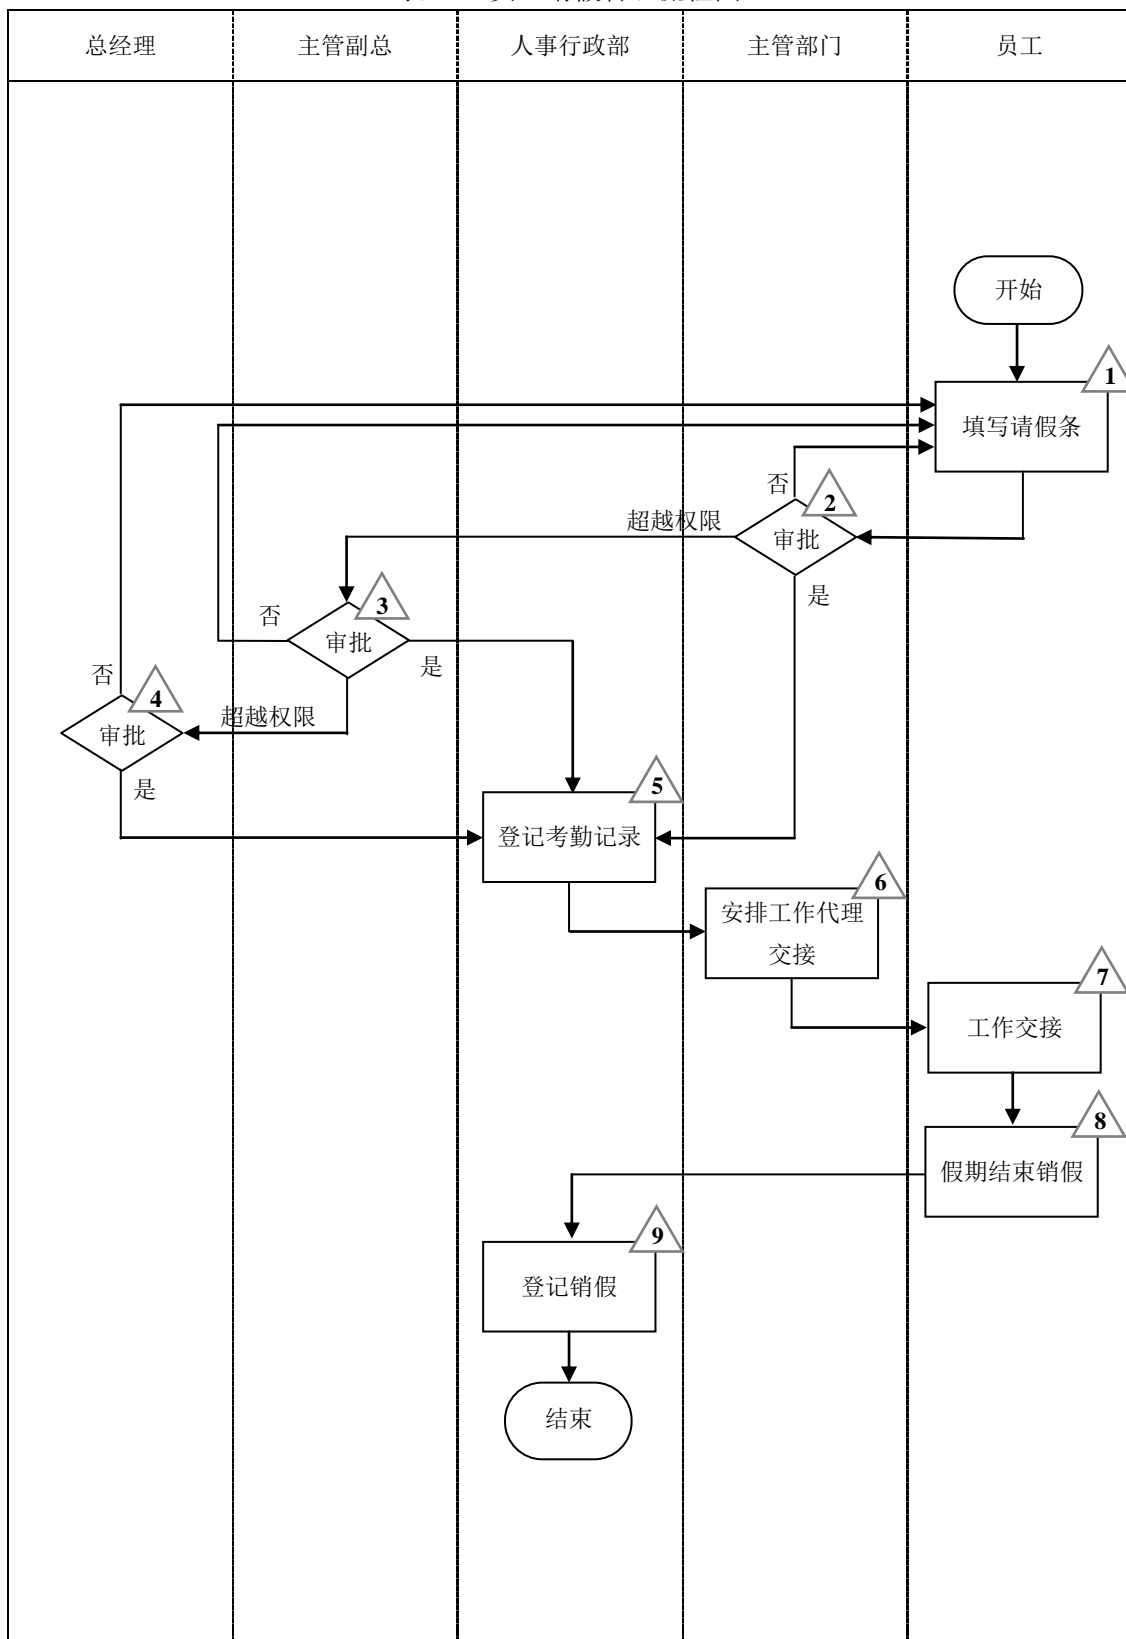 总经理
主管副总
人事行政部
主管部门
员工
开始
1
填写请假条
否
2
超越权限
审批
是
否
3
审批
是
否
4
超越权限
审批
是
5
登记考勤记录
6
安排工作代理
交接
7
工作交接
8
假期结束销假
9
登记销假
结束